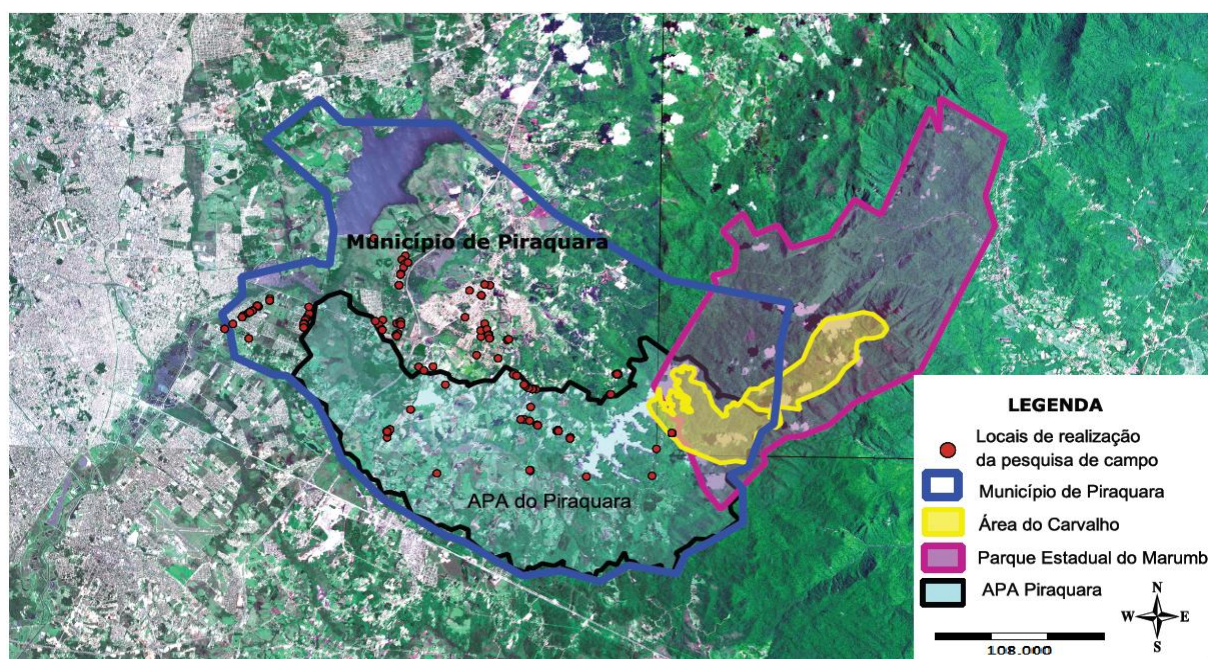 Município de Piraquara
APA do Piraquara
LEGENDA
Locais de realização
da pesquisa de campo
Município de Piraquara
Área do Carvalho
Parque Estadual do Marumb
APA Piraquara
N
W
E
S
108.000